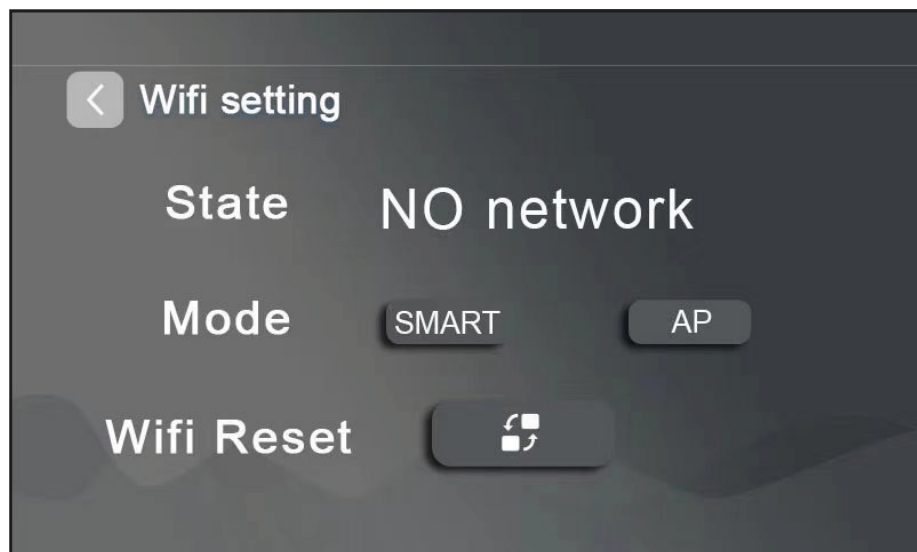 Wifi setting
State NO network
Mode SMART AP
Wifi Reset